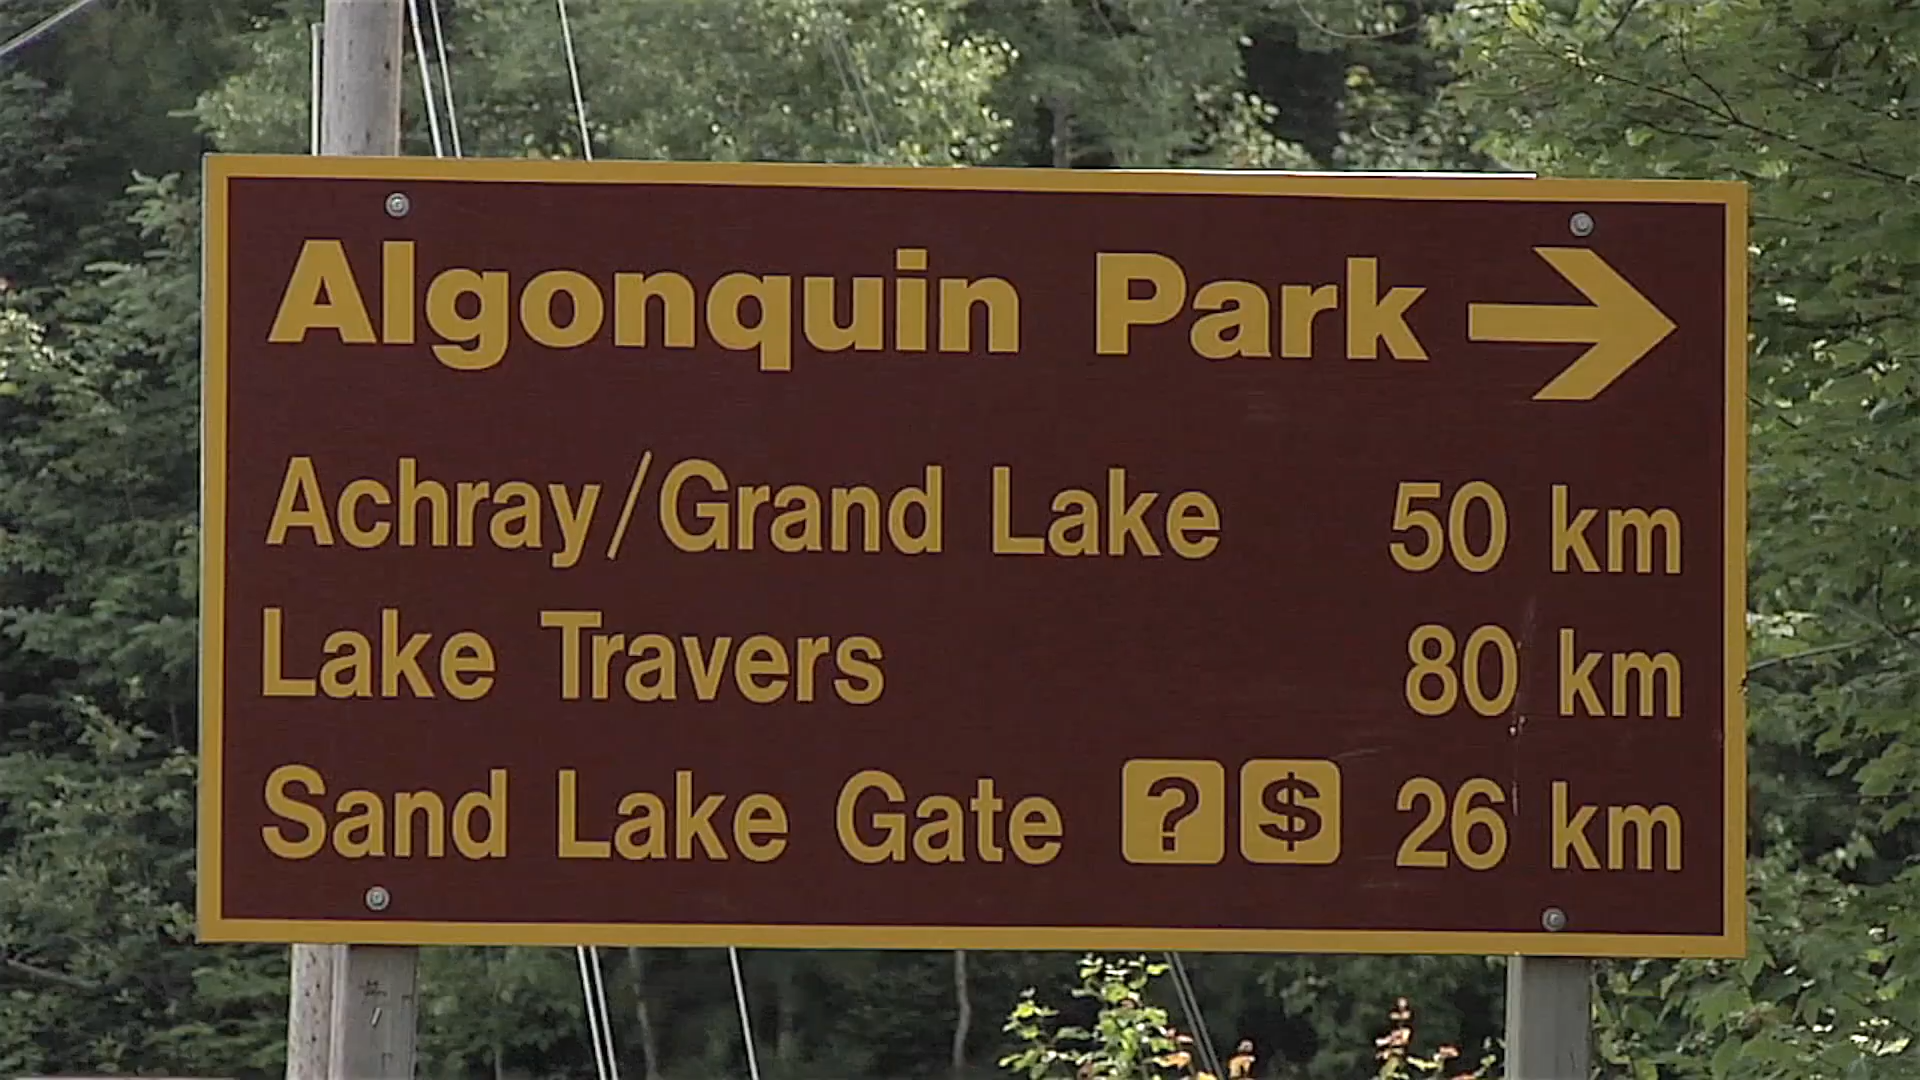 Algonquin Park →
Achray/Grand Lake 50 km
Lake Travers 80 km
Sand Lake Gate ? $ 26 km